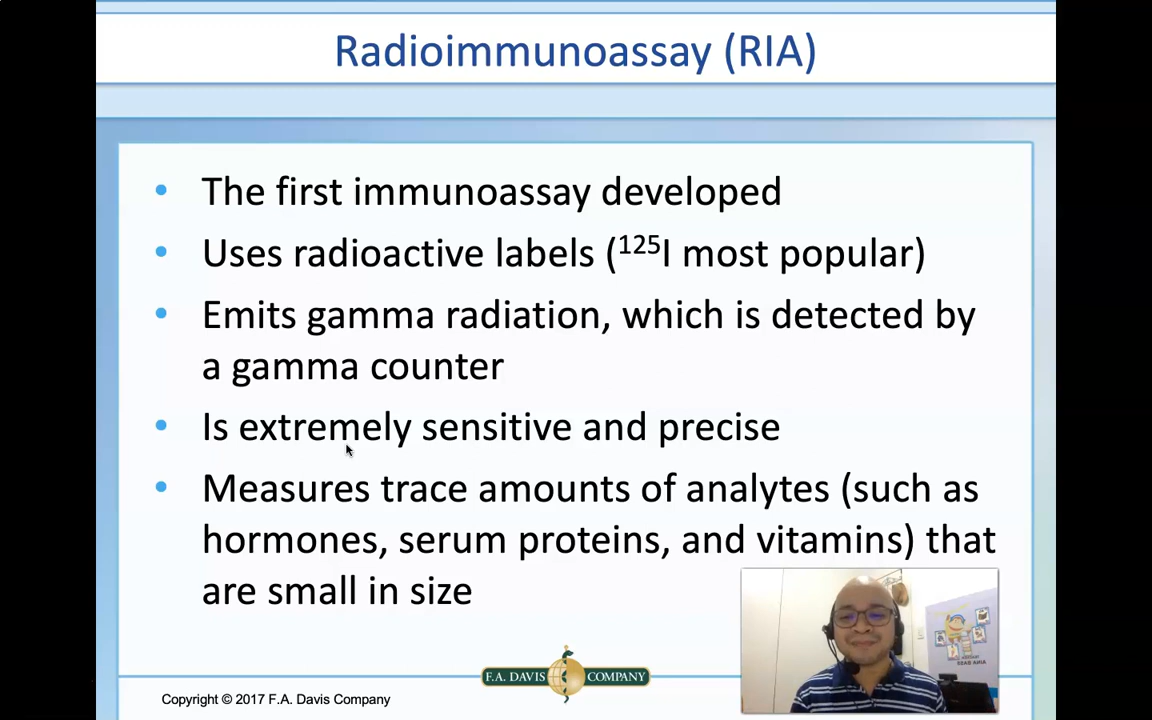 Radioimmunoassay (RIA)
• The first immunoassay developed
• Uses radioactive labels (¹²⁵I most popular)
• Emits gamma radiation, which is detected by
a gamma counter
• Is extremely sensitive and precise
• Measures trace amounts of analytes (such as
hormones, serum proteins, and vitamins) that
are small in size
F.A. DAVIS COMPANY
Copyright © 2017 F.A. Davis Company